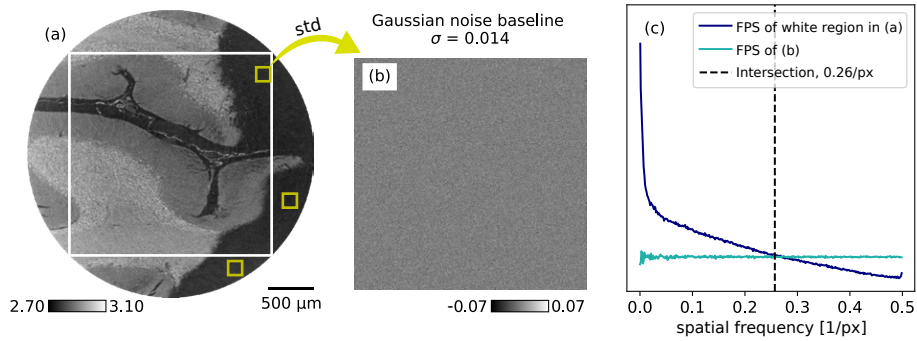 (a)
std
2.70
3.10
500 μm
Gaussian noise baseline
σ = 0.014
(b)
-0.07
0.07
(c)
FPS of white region in (a)
FPS of (b)
Intersection, 0.26/px
0.0 0.1 0.2 0.3 0.4 0.5
spatial frequency [1/px]